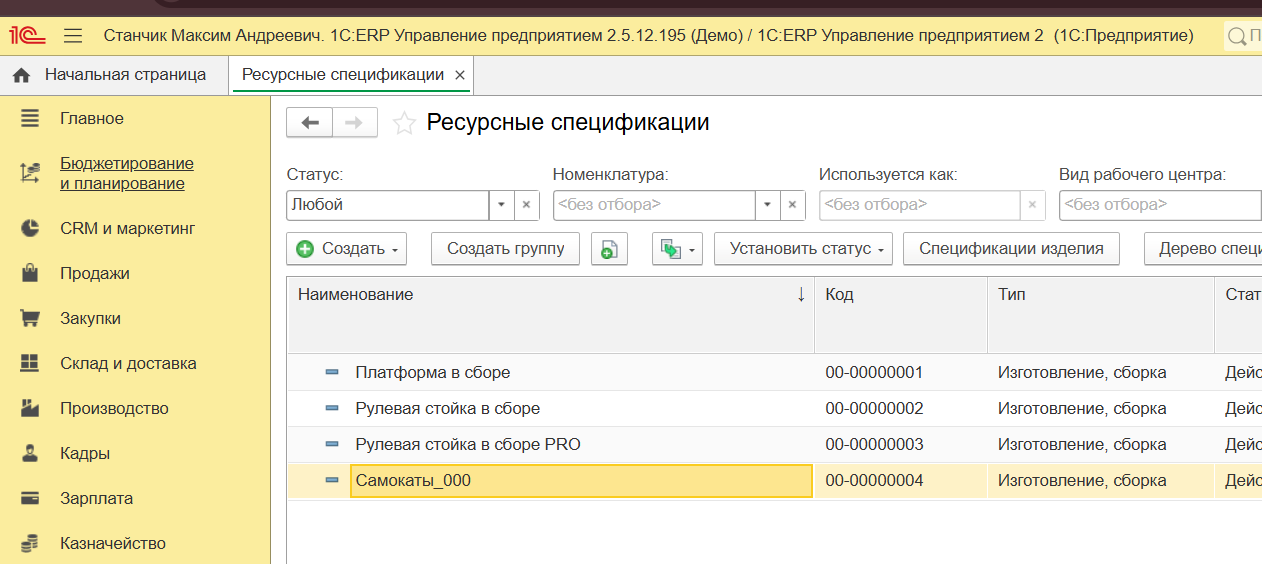 1С Станчик Максим Андреевич. 1С:ERP Управление предприятием 2.5.12.195 (Демо) / 1С:ERP Управление предприятием 2 (1С:Предприятие) П
Начальная страница Ресурсные спецификации ×
Главное
Бюджетирование
и планирование
CRM и маркетинг
Продажи
Закупки
Склад и доставка
Производство
Кадры
Зарплата
Казначейство
Ресурсные спецификации
Статус: Номенклатура: Используется как: Вид рабочего центра:
Любой <без отбора> <без отбора> <без отбора>
Создать Создать группу Установить статус Спецификации изделия Дерево специ
Наименование ↓ Код Тип Стат
Платформа в сборе 00-00000001 Изготовление, сборка Дейс
Рулевая стойка в сборе 00-00000002 Изготовление, сборка Дейс
Рулевая стойка в сборе PRO 00-00000003 Изготовление, сборка Дейс
Самокаты_000 00-00000004 Изготовление, сборка Дейс